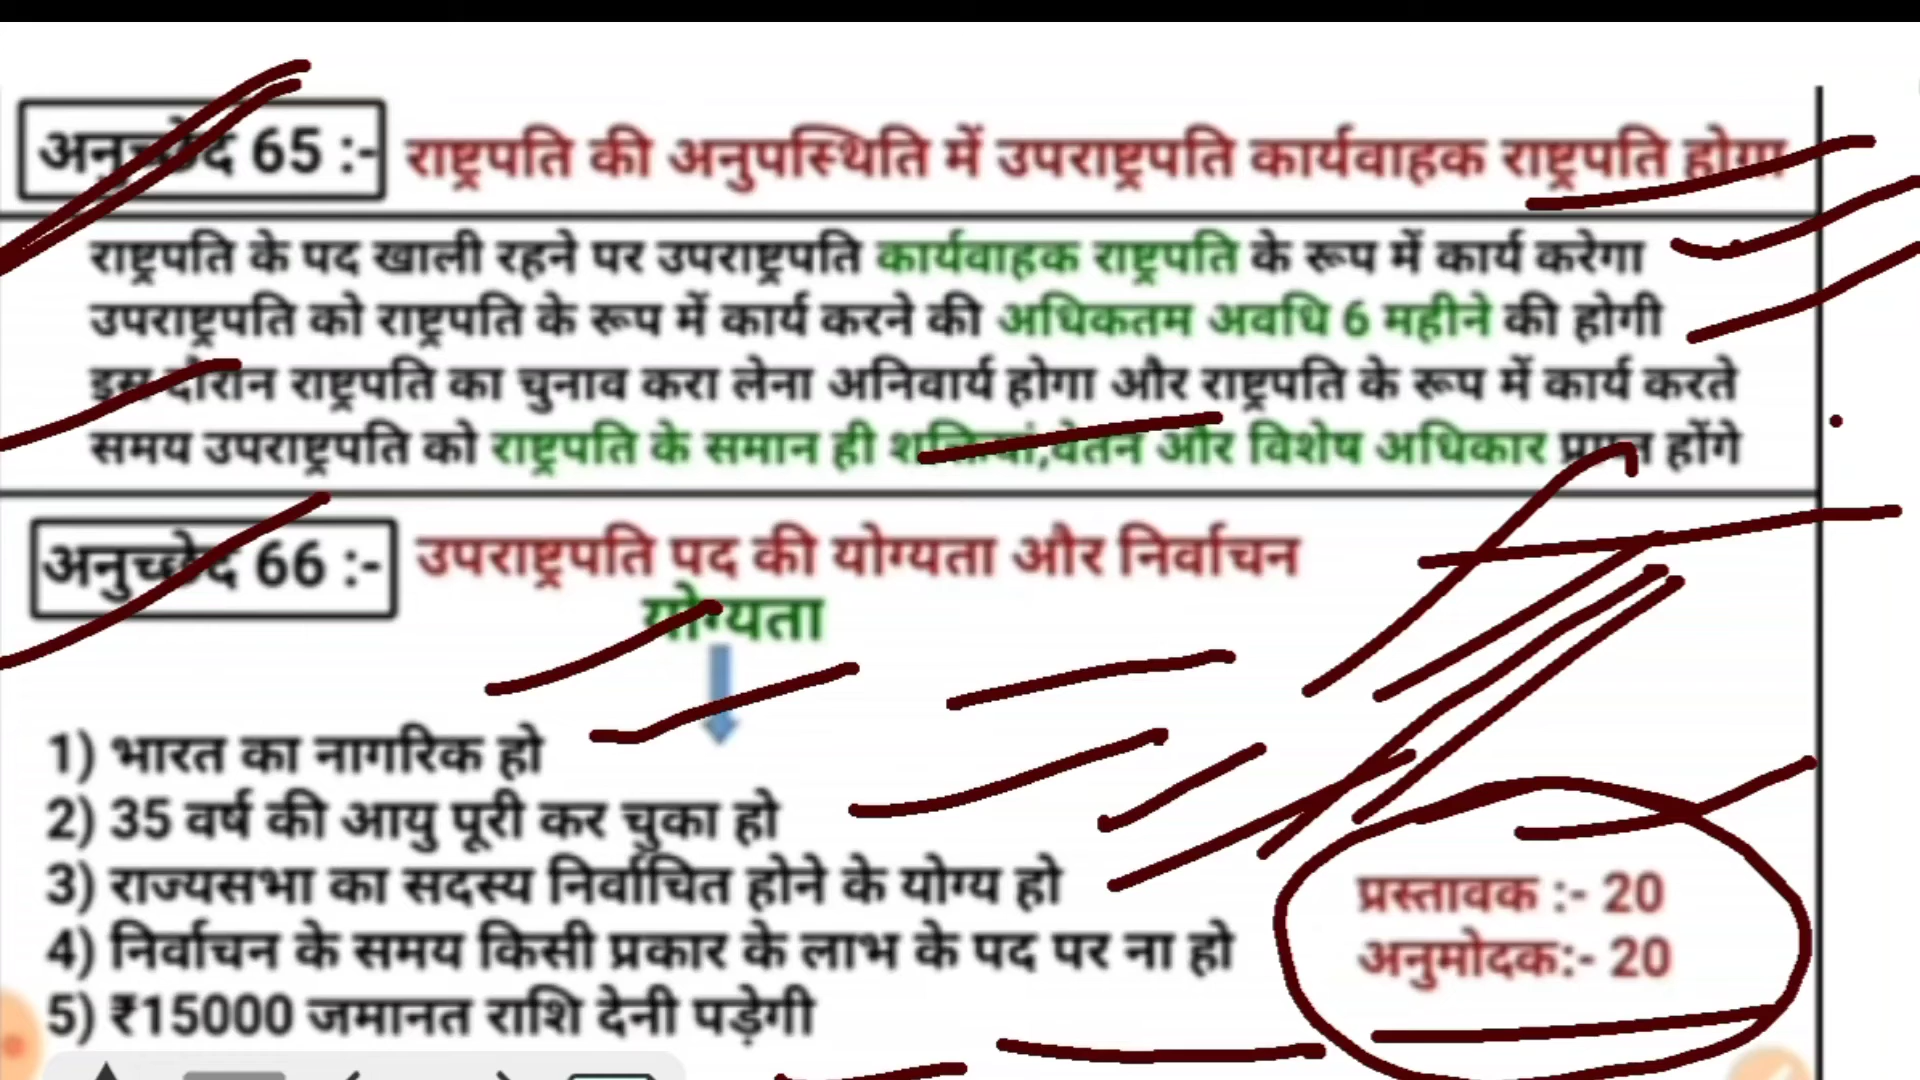 अनुच्छेद 65 :- राष्ट्रपति की अनुपस्थिति में उपराष्ट्रपति कार्यवाहक राष्ट्रपति होगा
राष्ट्रपति के पद खाली रहने पर उपराष्ट्रपति कार्यवाहक राष्ट्रपति के रूप में कार्य करेगा
उपराष्ट्रपति को राष्ट्रपति के रूप में कार्य करने की अधिकतम अवधि 6 महीने की होगी
इस दौरान राष्ट्रपति का चुनाव करा लेना अनिवार्य होगा और राष्ट्रपति के रूप में कार्य करते
समय उपराष्ट्रपति को राष्ट्रपति के समान ही शक्तियां,वेतन और विशेष अधिकार प्राप्त होंगे
अनुच्छेद 66 :- उपराष्ट्रपति पद की योग्यता और निर्वाचन
योग्यता
1) भारत का नागरिक हो
2) 35 वर्ष की आयु पूरी कर चुका हो
3) राज्यसभा का सदस्य निर्वाचित होने के योग्य हो
4) निर्वाचन के समय किसी प्रकार के लाभ के पद पर ना हो
5) ₹15000 जमानत राशि देनी पड़ेगी
प्रस्तावक :- 20
अनुमोदक:- 20